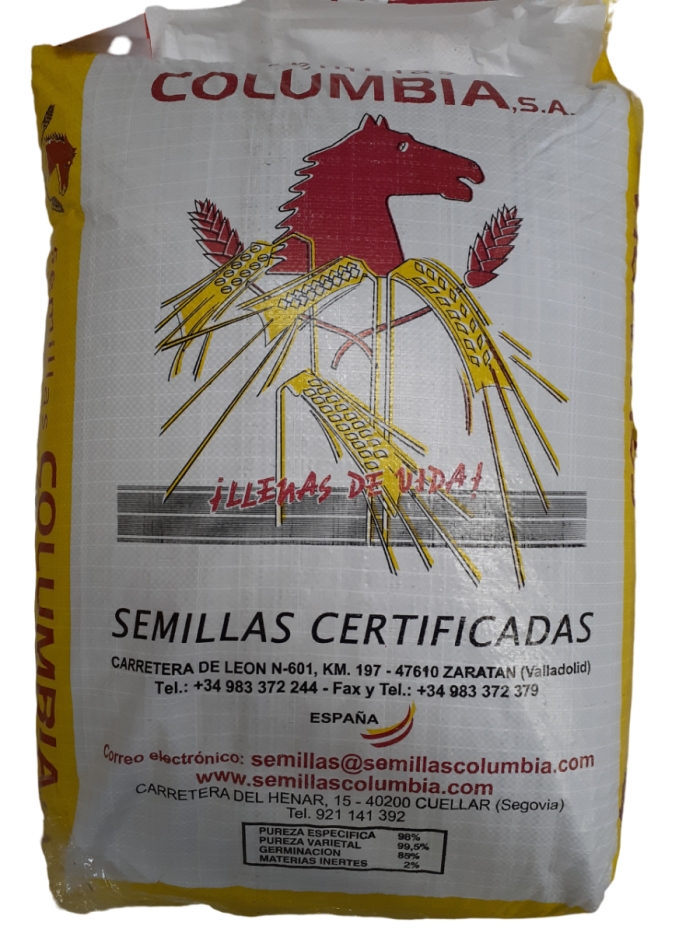 COLUMBIA,S.A.
¡LLENAS DE VIDA!
SEMILLAS CERTIFICADAS
CARRETERA DE LEON N-601, KM. 197 - 47610 ZARATAN (Valladolid)
Tel.: +34 983 372 244 - Fax y Tel.: +34 983 372 379
ESPAÑA
Correo electrónico: semillas@semillascolumbia.com
www.semillascolumbia.com
CARRETERA DEL HENAR, 15 - 40200 CUELLAR (Segovia)
Tel. 921 141 392
PUREZA ESPECIFICA 98%
PUREZA VARIETAL 99,5%
GERMINACION 85%
MATERIAS INERTES 2%
Semillas COLUMBIA